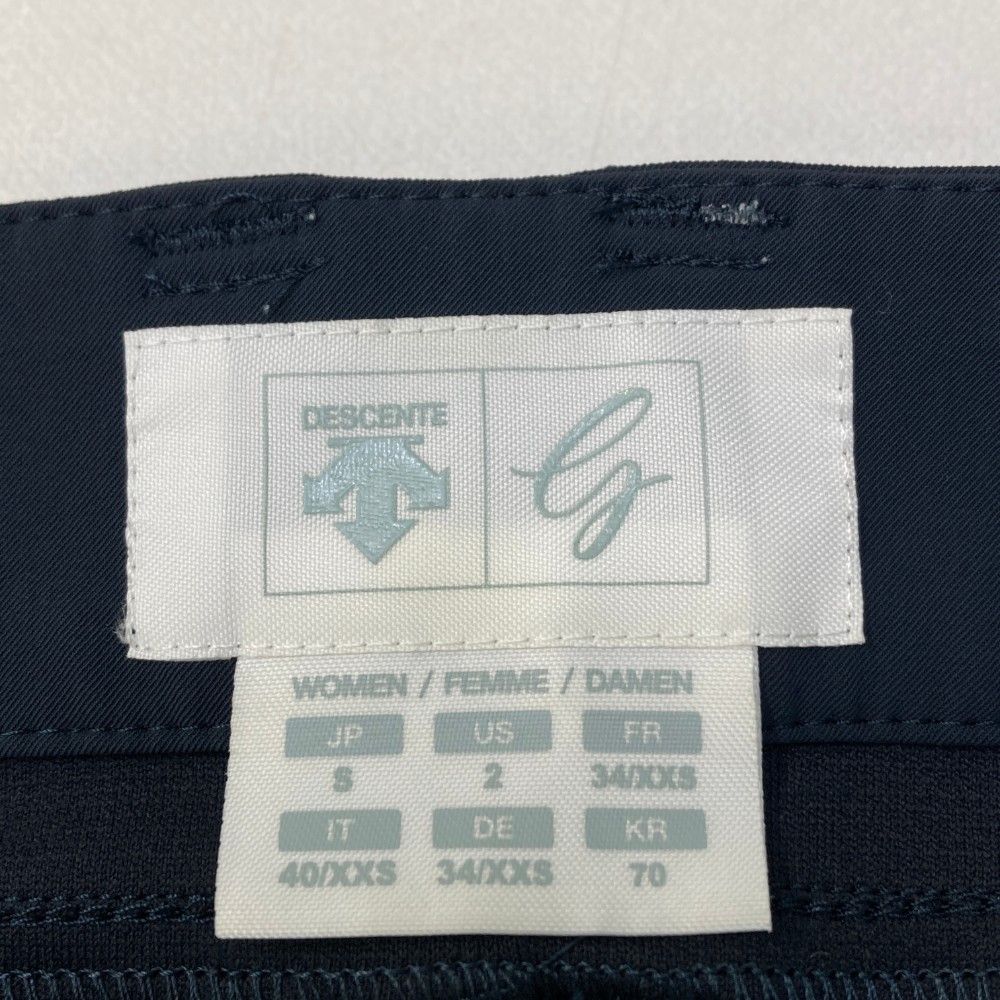 DESCENTE
WOMEN / FEMME / DAMEN
JP US FR
S 2 34/XXS
IT DE KR
40/XXS 34/XXS 70